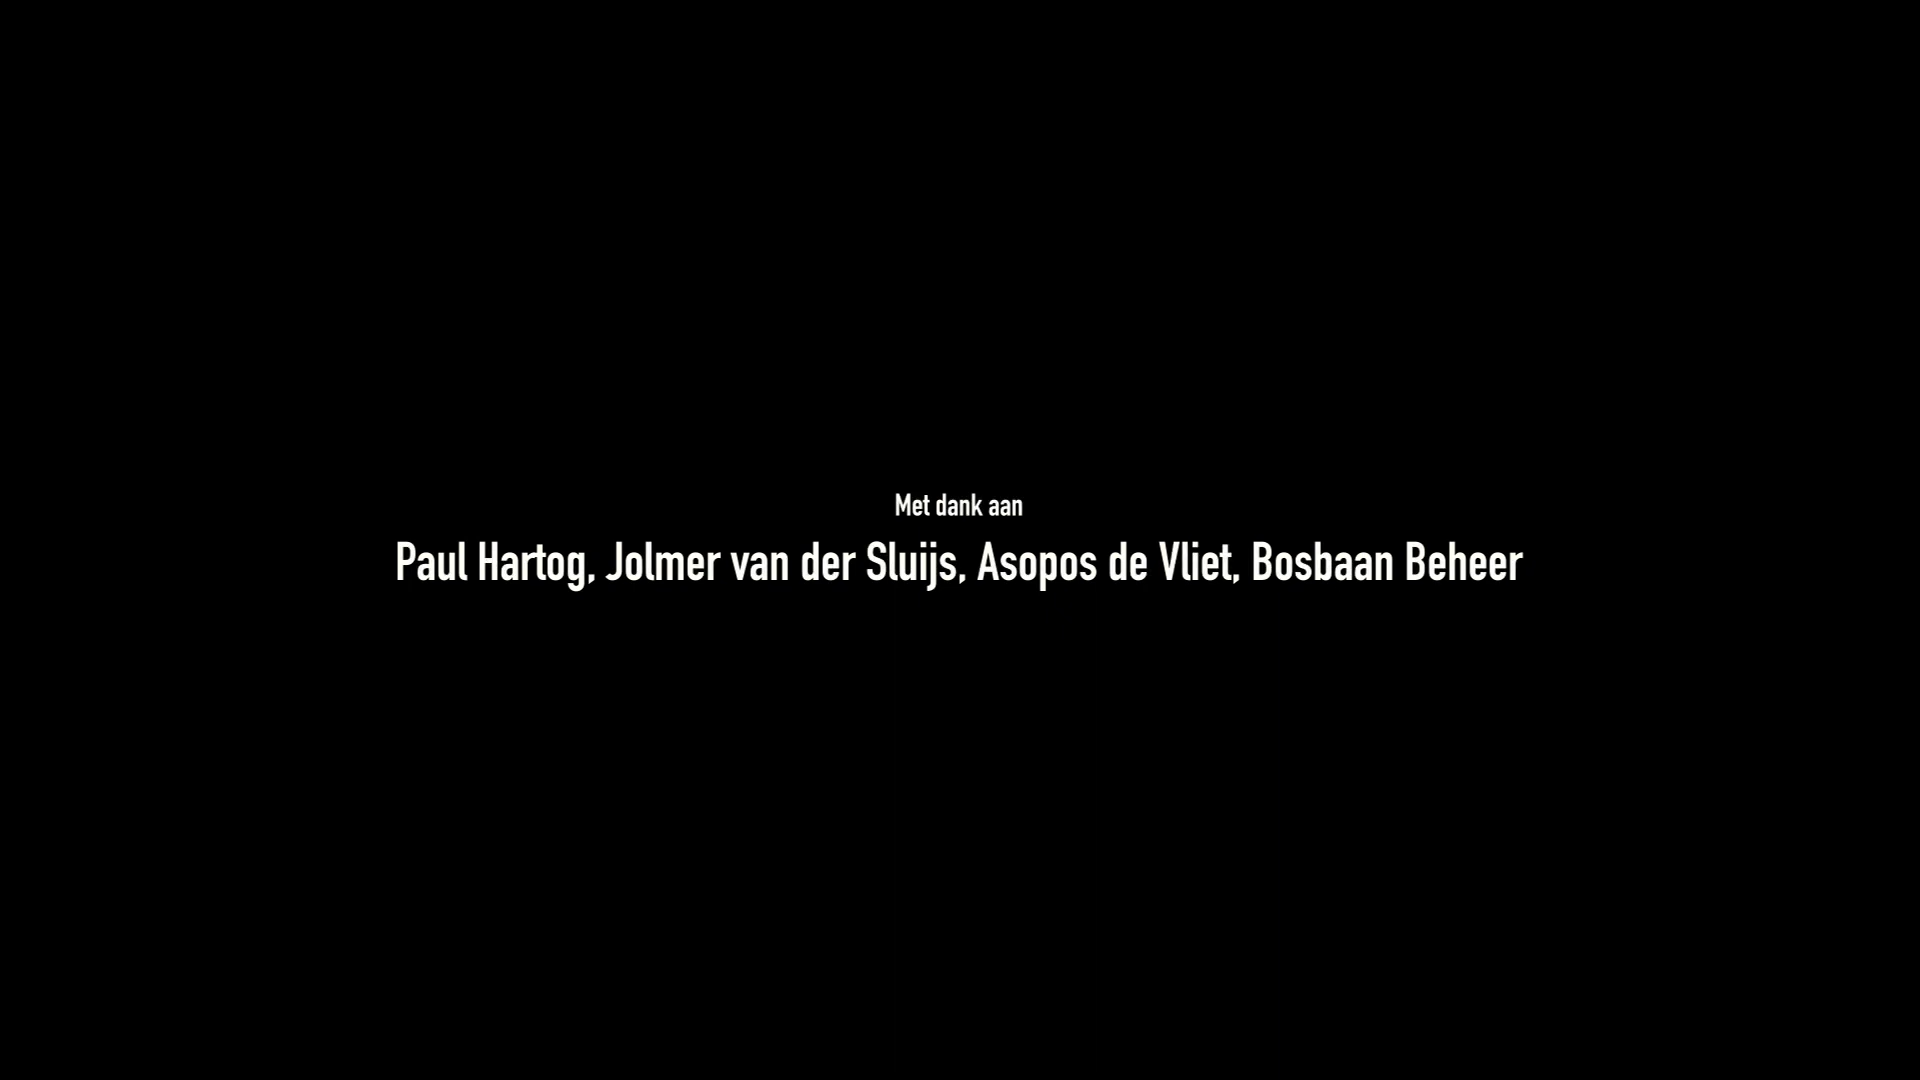 Met dank aan
Paul Hartog, Jolmer van der Sluijs, Asopos de Vliet, Bosbaan Beheer